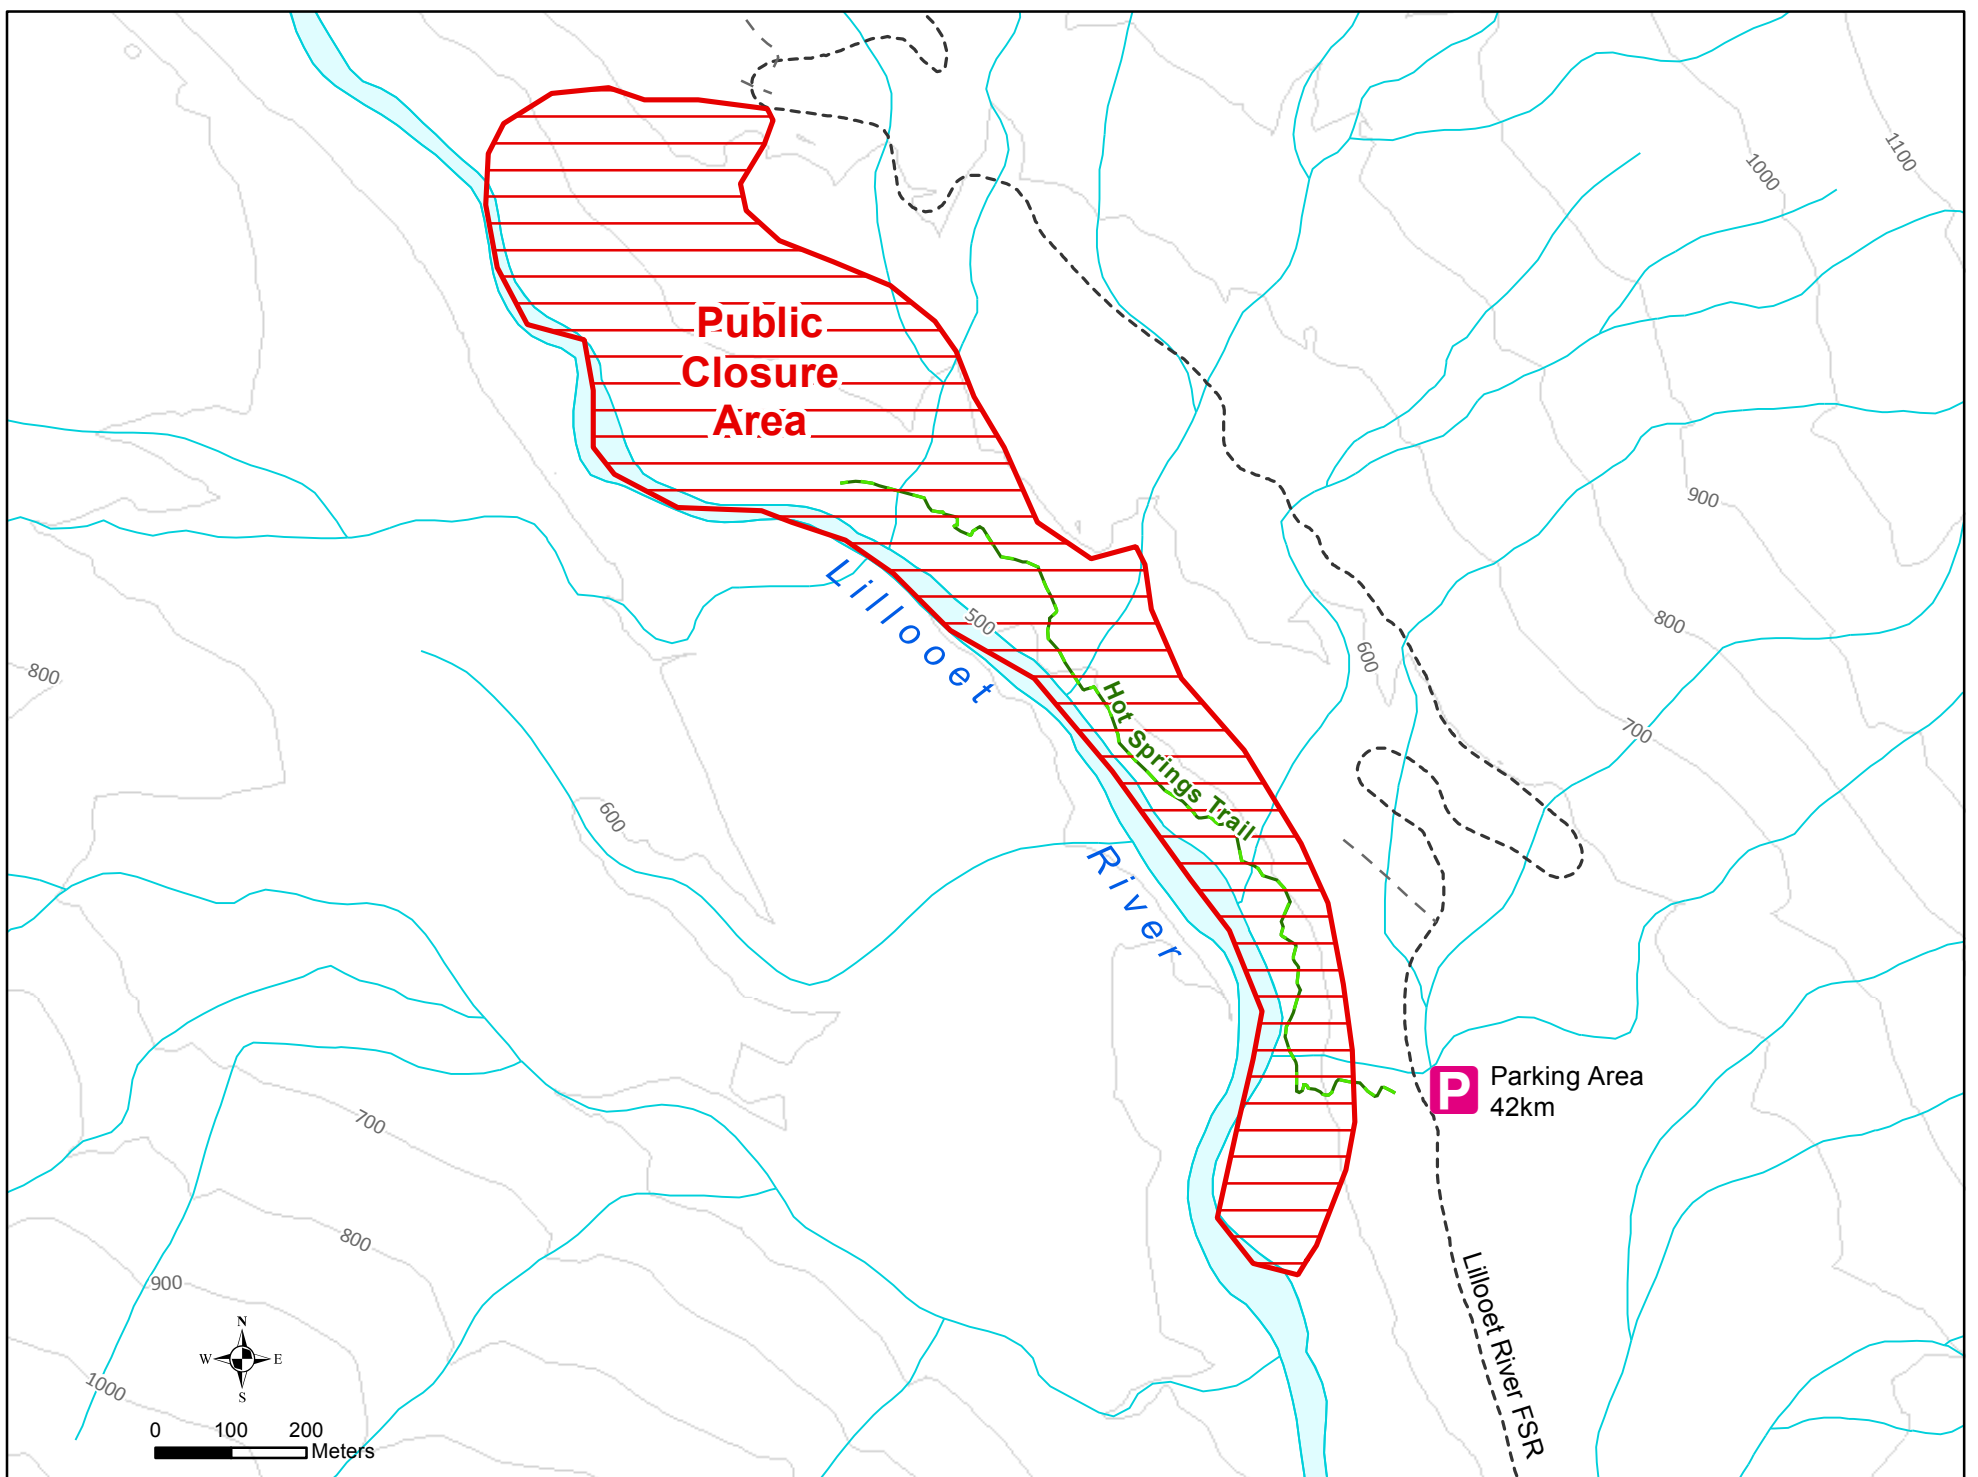 1100
1000
Public
Closure
Area
900
500
Lillooet
800
600
800
Hot Springs Trail
700
600
River
Parking Area
P
42km
700
800
900
Lillooet River FSR
N
W
E
S
1000
0 100 200
Meters